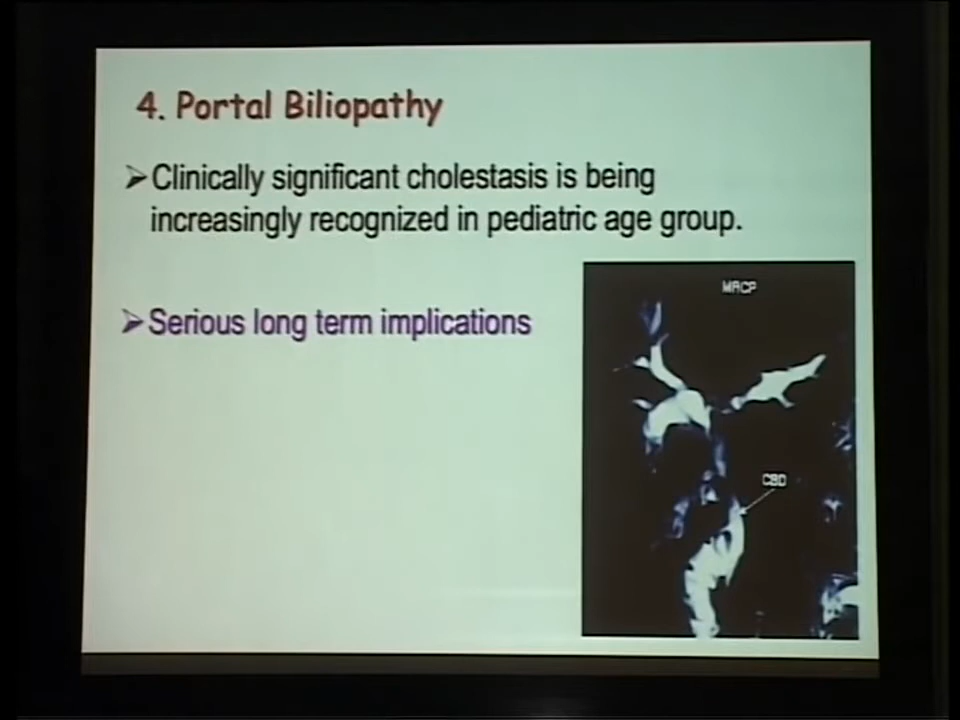 4. Portal Biliopathy
➢Clinically significant cholestasis is being
increasingly recognized in pediatric age group.
➢Serious long term implications
MRCP
CBD